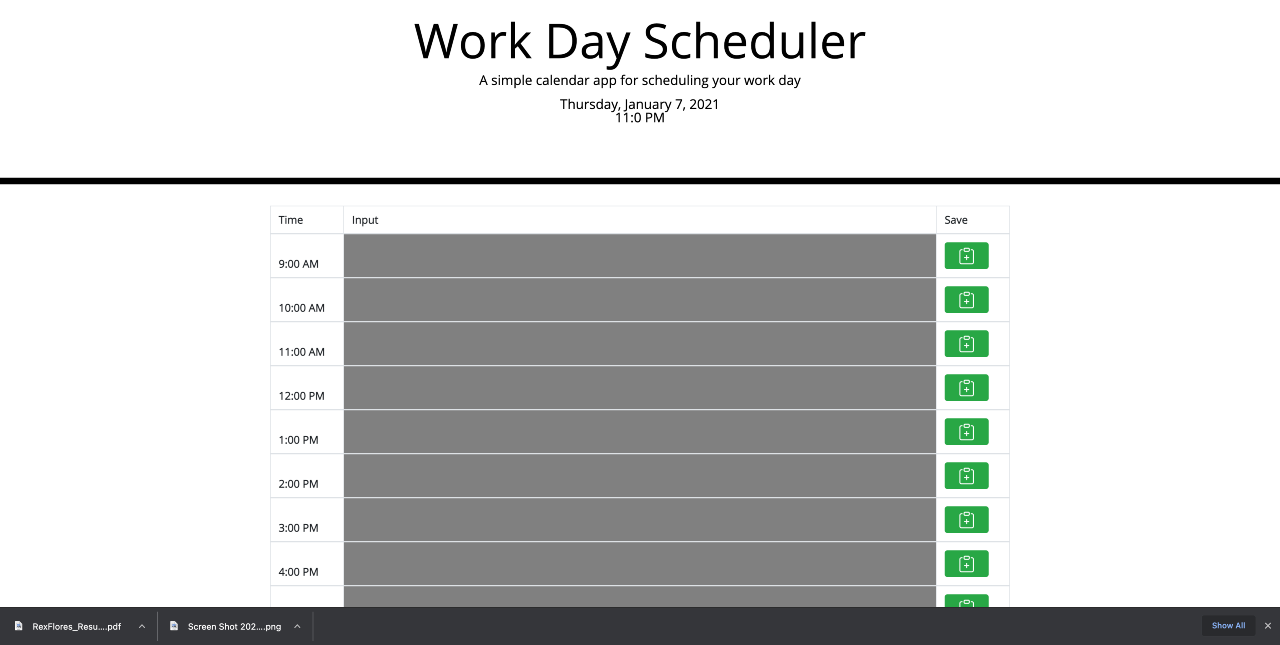 Work Day Scheduler
A simple calendar app for scheduling your work day
Thursday, January 7, 2021
11:0 PM
Time Input Save
9:00 AM
10:00 AM
11:00 AM
12:00 PM
1:00 PM
2:00 PM
3:00 PM
4:00 PM
RexFlores_Resu....pdf Screen Shot 202....png Show All